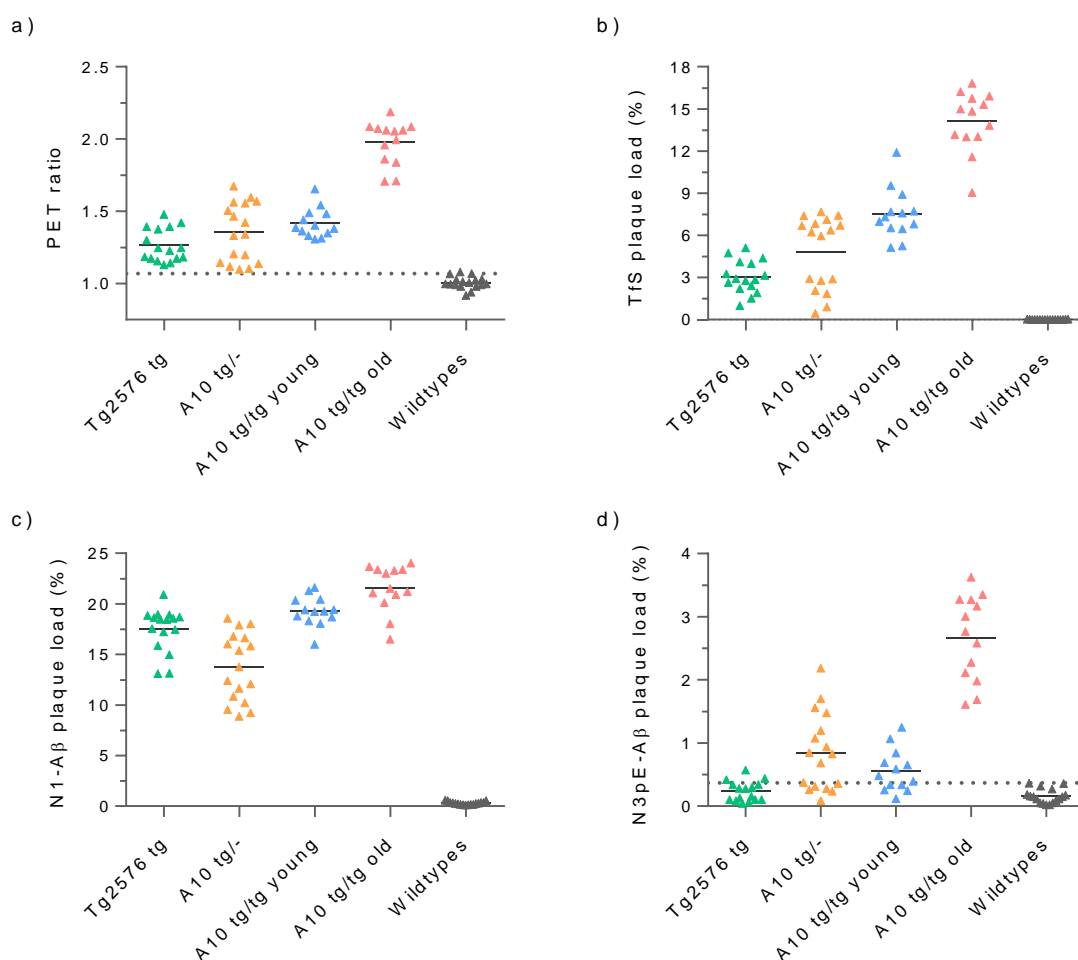 a)
PET ratio
2.5
2.0
1.5
1.0
Tg2576 tg
A10 tg/-
A10 tg/tg young
A10 tg/tg old
Wildtypes
b)
TfS plaque load (%)
18
15
12
9
6
3
0
Tg2576 tg
A10 tg/-
A10 tg/tg young
A10 tg/tg old
Wildtypes
c)
N1-Aβ plaque load (%)
25
20
15
10
5
0
Tg2576 tg
A10 tg/-
A10 tg/tg young
A10 tg/tg old
Wildtypes
d)
N3pE-Aβ plaque load (%)
4
3
2
1
0
Tg2576 tg
A10 tg/-
A10 tg/tg young
A10 tg/tg old
Wildtypes